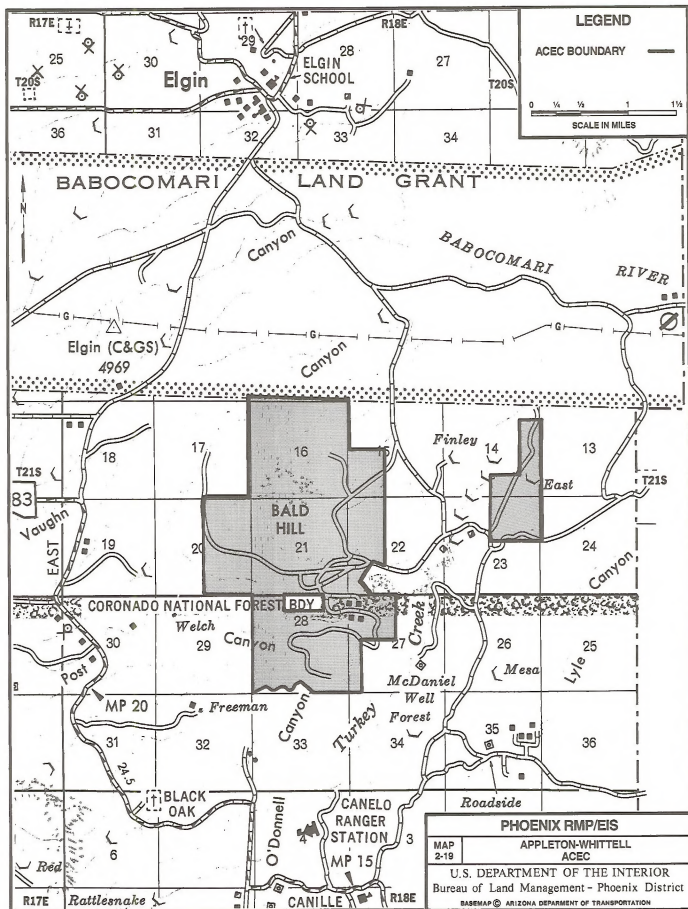 R17E
29
R18E
LEGEND
ACEC BOUNDARY
0 ¼ ½ 1 1½
SCALE IN MILES
25 30 28 27
Elgin
ELGIN
SCHOOL
T20S
T20S
36 31 32 33 34
BABOCOMARI LAND GRANT
N
Canyon
BABOCOMARI
RIVER
G G G
Elgin (C&GS)
4969
Canyon
18 17 16 15 14 13
Finley
East
T21S
T21S
83
Vaughn
BALD
HILL
EAST
19 20 21 22 23 24
Canyon
CORONADO NATIONAL FOREST BDY
30 29 28 27 26 25
Welch
Canyon
Creek
Post
McDaniel
Well
Mesa
Lyle
MP 20
Freeman
Canyon
Turkey
Forest
31 32 33 34 35 36
24.5
BLACK
OAK
Roadside
O'Donnell
CANELO
RANGER
STATION
MP 15
6 4 3
Red
R17E
Rattlesnake
CANILLE
R18E
PHOENIX RMP/EIS
MAP
2-19
APPLETON-WHITTELL
ACEC
U.S. DEPARTMENT OF THE INTERIOR
Bureau of Land Management - Phoenix District
BASEMAP © ARIZONA DEPARTMENT OF TRANSPORTATION